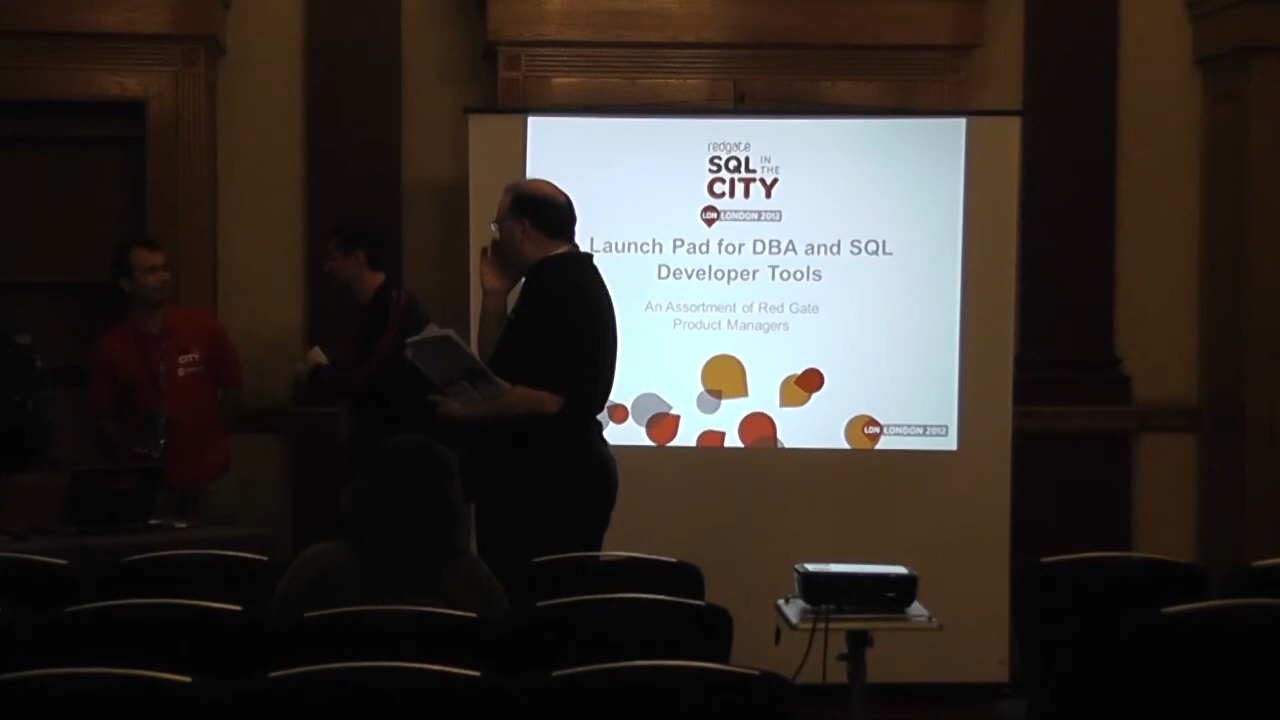 redgate
SQL IN THE
CITY
LDN LONDON 2012
Launch Pad for DBA and SQL
Developer Tools
An Assortment of Red Gate
Product Managers
LDN LONDON 2012
CITY